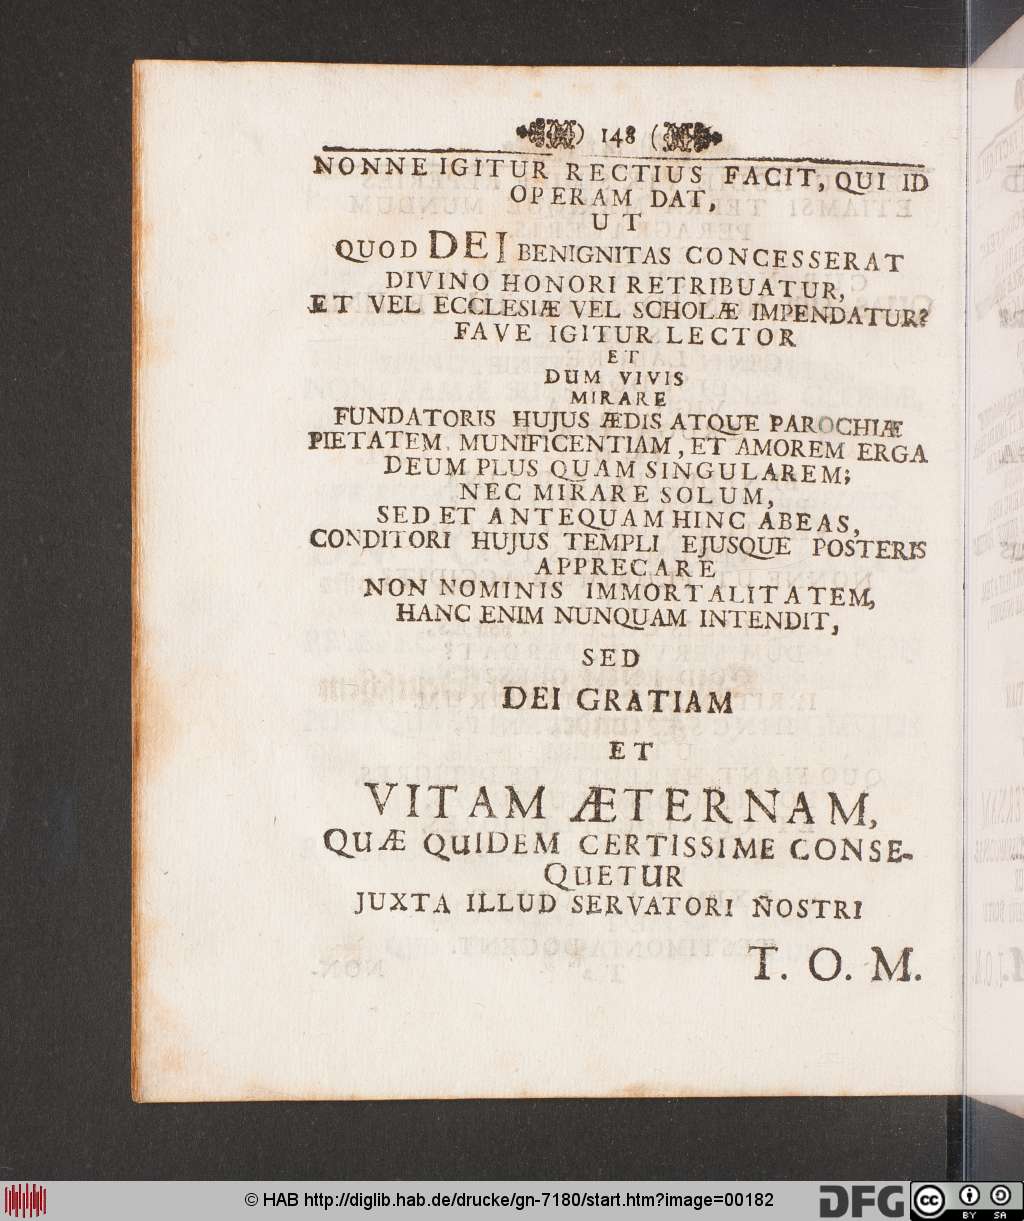 ) 148 (
NONNE IGITUR RECTIUS FACIT, QUI ID
OPERAM DAT,
UT
QUOD DEI BENIGNITAS CONCESSERAT
DIVINO HONORI RETRIBUATUR,
ET VEL ECCLESIÆ VEL SCHOLÆ IMPENDATUR?
FAVE IGITUR LECTOR
ET
DUM VIVIS
MIRARE
FUNDATORIS HUJUS ÆDIS ATQUE PAROCHIÆ
PIETATEM, MUNIFICENTIAM, ET AMOREM ERGA
DEUM PLUS QUAM SINGULAREM;
NEC MIRARE SOLUM,
SED ET ANTEQUAM HINC ABEAS,
CONDITORI HUJUS TEMPLI EJUSQUE POSTERIS
APPRECARE
NON NOMINIS IMMORTALITATEM,
HANC ENIM NUNQUAM INTENDIT,
SED
DEI GRATIAM
ET
VITAM ÆTERNAM,
QUÆ QUIDEM CERTISSIME CONSE-
QUETUR
JUXTA ILLUD SERVATORI NOSTRI
T. O. M.
© HAB http://diglib.hab.de/drucke/gn-7180/start.htm?image=00182
DFG
cc BY SA